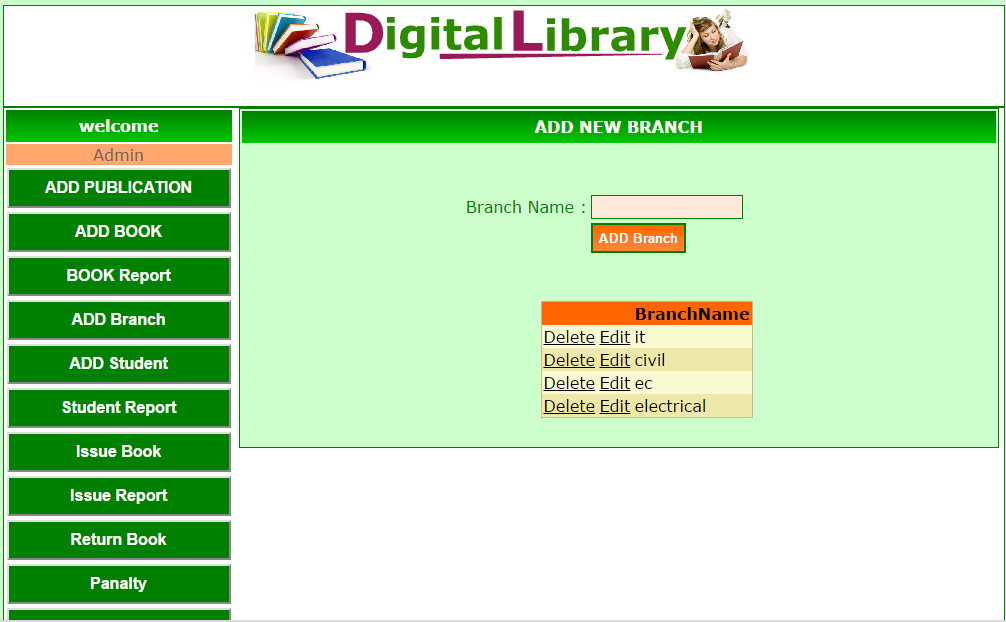 Digital Library
welcome
Admin
ADD PUBLICATION
ADD BOOK
BOOK Report
ADD Branch
ADD Student
Student Report
Issue Book
Issue Report
Return Book
Panalty
ADD NEW BRANCH
Branch Name :
ADD Branch
BranchName
Delete Edit it
Delete Edit civil
Delete Edit ec
Delete Edit electrical